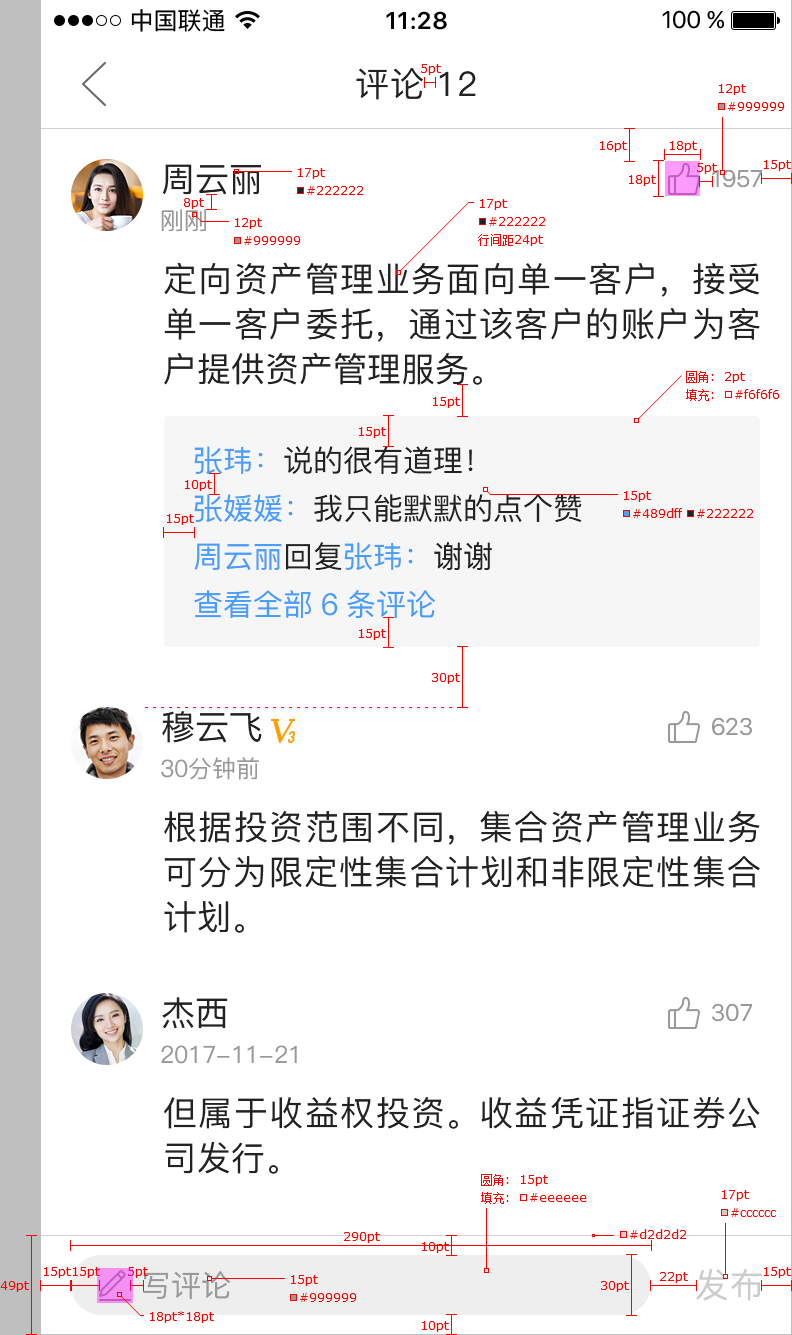 中国联通 11:28 100 %
评论 12
5pt
12pt
#999999
16pt
18pt
18pt
5pt
15pt
周云丽
1957
17pt
#222222
8pt
刚刚
12pt
#999999
17pt
#222222
行间距24pt
定向资产管理业务面向单一客户，接受
单一客户委托，通过该客户的账户为客
户提供资产管理服务。
圆角： 2pt
填充： #f6f6f6
15pt
15pt
张玮：说的很有道理！
10pt
张媛媛：我只能默默的点个赞
15pt
#489dff #222222
15pt
周云丽回复张玮：谢谢
查看全部 6 条评论
15pt
30pt
穆云飞 V3 623
30分钟前
根据投资范围不同，集合资产管理业务
可分为限定性集合计划和非限定性集合
计划。
杰西 307
2017-11-21
但属于收益权投资。收益凭证指证券公
司发行。
圆角： 15pt
填充： #eeeeee
17pt
#cccccc
290pt
10pt
#d2d2d2
49pt
15pt
15pt
5pt
写评论
15pt
#999999
30pt
22pt
发布
15pt
18pt*18pt
10pt